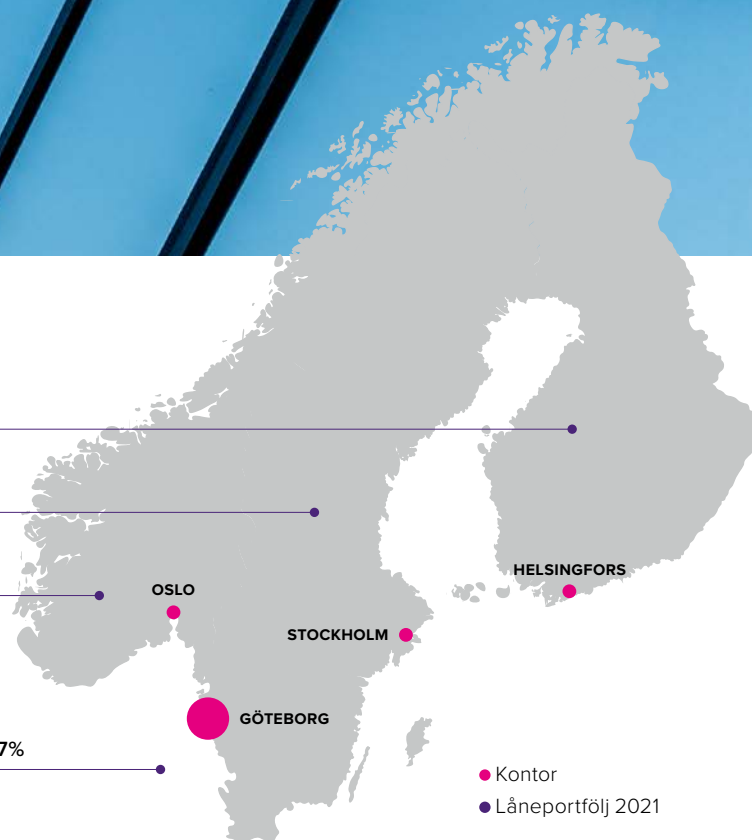 OSLO
HELSINGFORS
STOCKHOLM
GÖTEBORG
7%
Kontor
Låneportfölj 2021